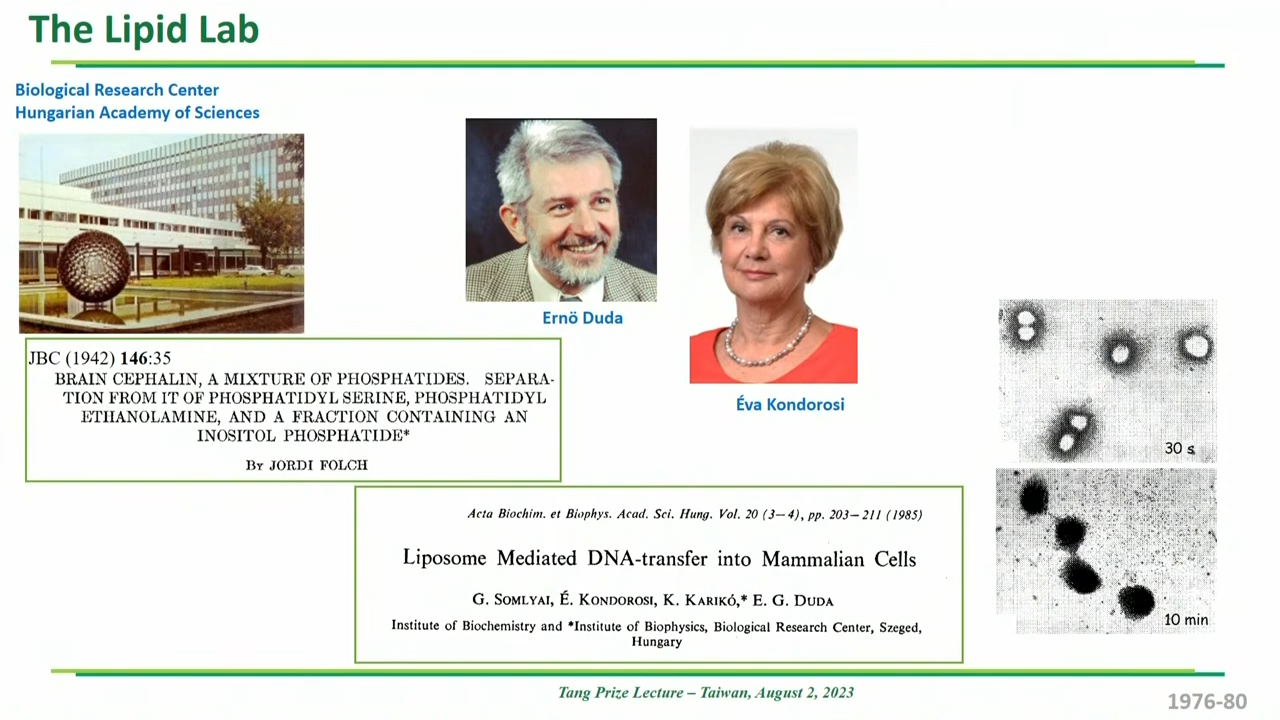 The Lipid Lab
Biological Research Center
Hungarian Academy of Sciences
Ernö Duda
Éva Kondorosi
JBC (1942) 146:35
BRAIN CEPHALIN, A MIXTURE OF PHOSPHATIDES. SEPARA-
TION FROM IT OF PHOSPHATIDYL SERINE, PHOSPHATIDYL
ETHANOLAMINE, AND A FRACTION CONTAINING AN
INOSITOL PHOSPHATIDE*
By JORDI FOLCH
30 s
10 min
Acta Biochim. et Biophys. Acad. Sci. Hung. Vol. 20 (3—4), pp. 203—211 (1985)
Liposome Mediated DNA-transfer into Mammalian Cells
G. SOMLYAI, É. KONDOROSI, K. KARIKÓ,* E. G. DUDA
Institute of Biochemistry and *Institute of Biophysics, Biological Research Center, Szeged,
Hungary
Tang Prize Lecture – Taiwan, August 2, 2023
1976-80